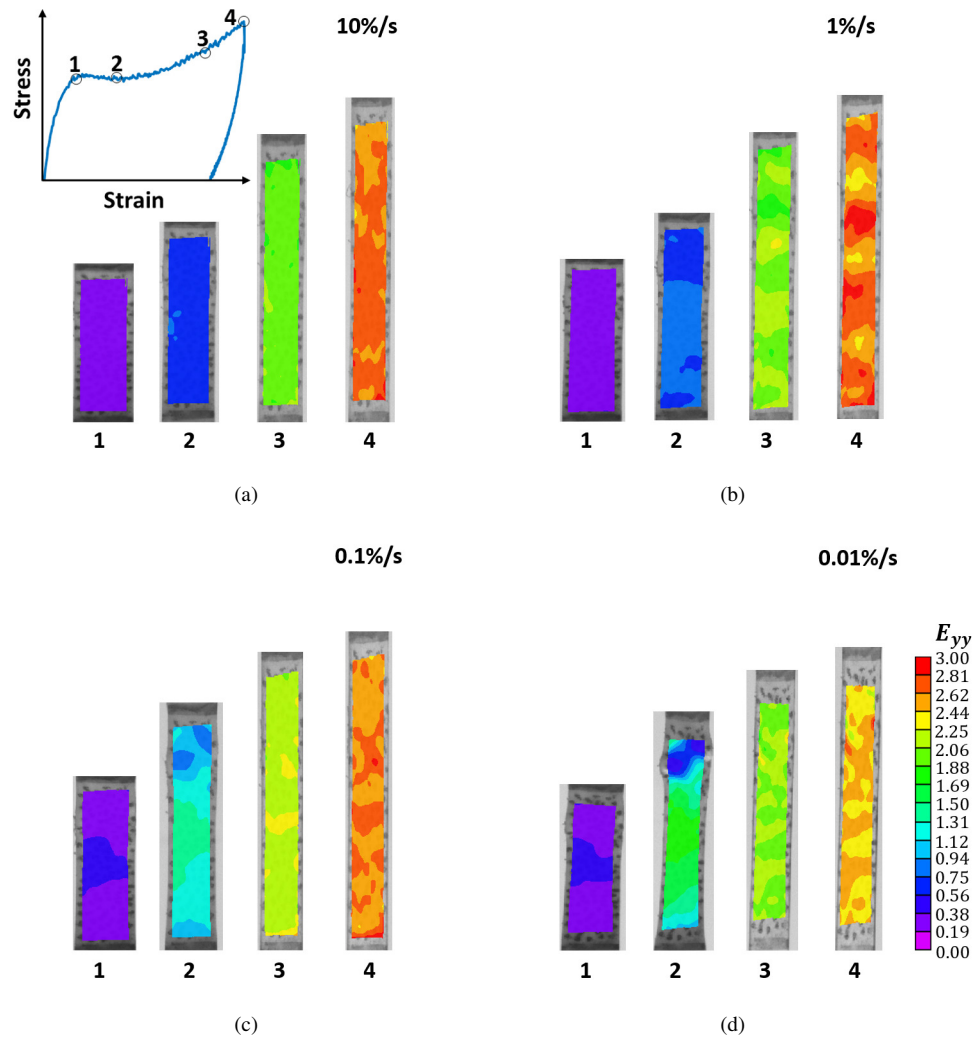 10%/s
Stress
1 2 3 4
Strain
1 2 3 4
(a)
1%/s
1 2 3 4
(b)
0.1%/s
1 2 3 4
(c)
0.01%/s
1 2 3 4
(d)
E_yy
3.00
2.81
2.62
2.44
2.25
2.06
1.88
1.69
1.50
1.31
1.12
0.94
0.75
0.56
0.38
0.19
0.00